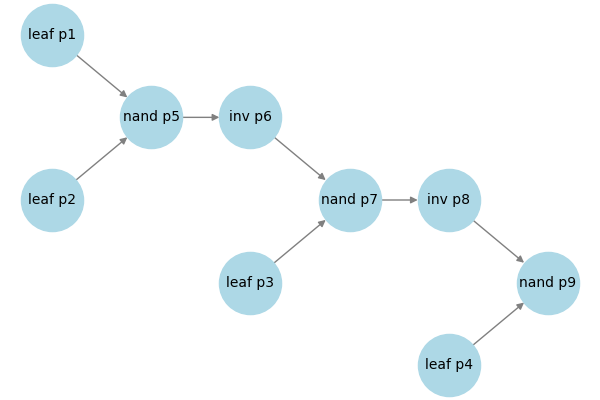 leaf p1
nand p5
inv p6
leaf p2
nand p7
inv p8
leaf p3
nand p9
leaf p4